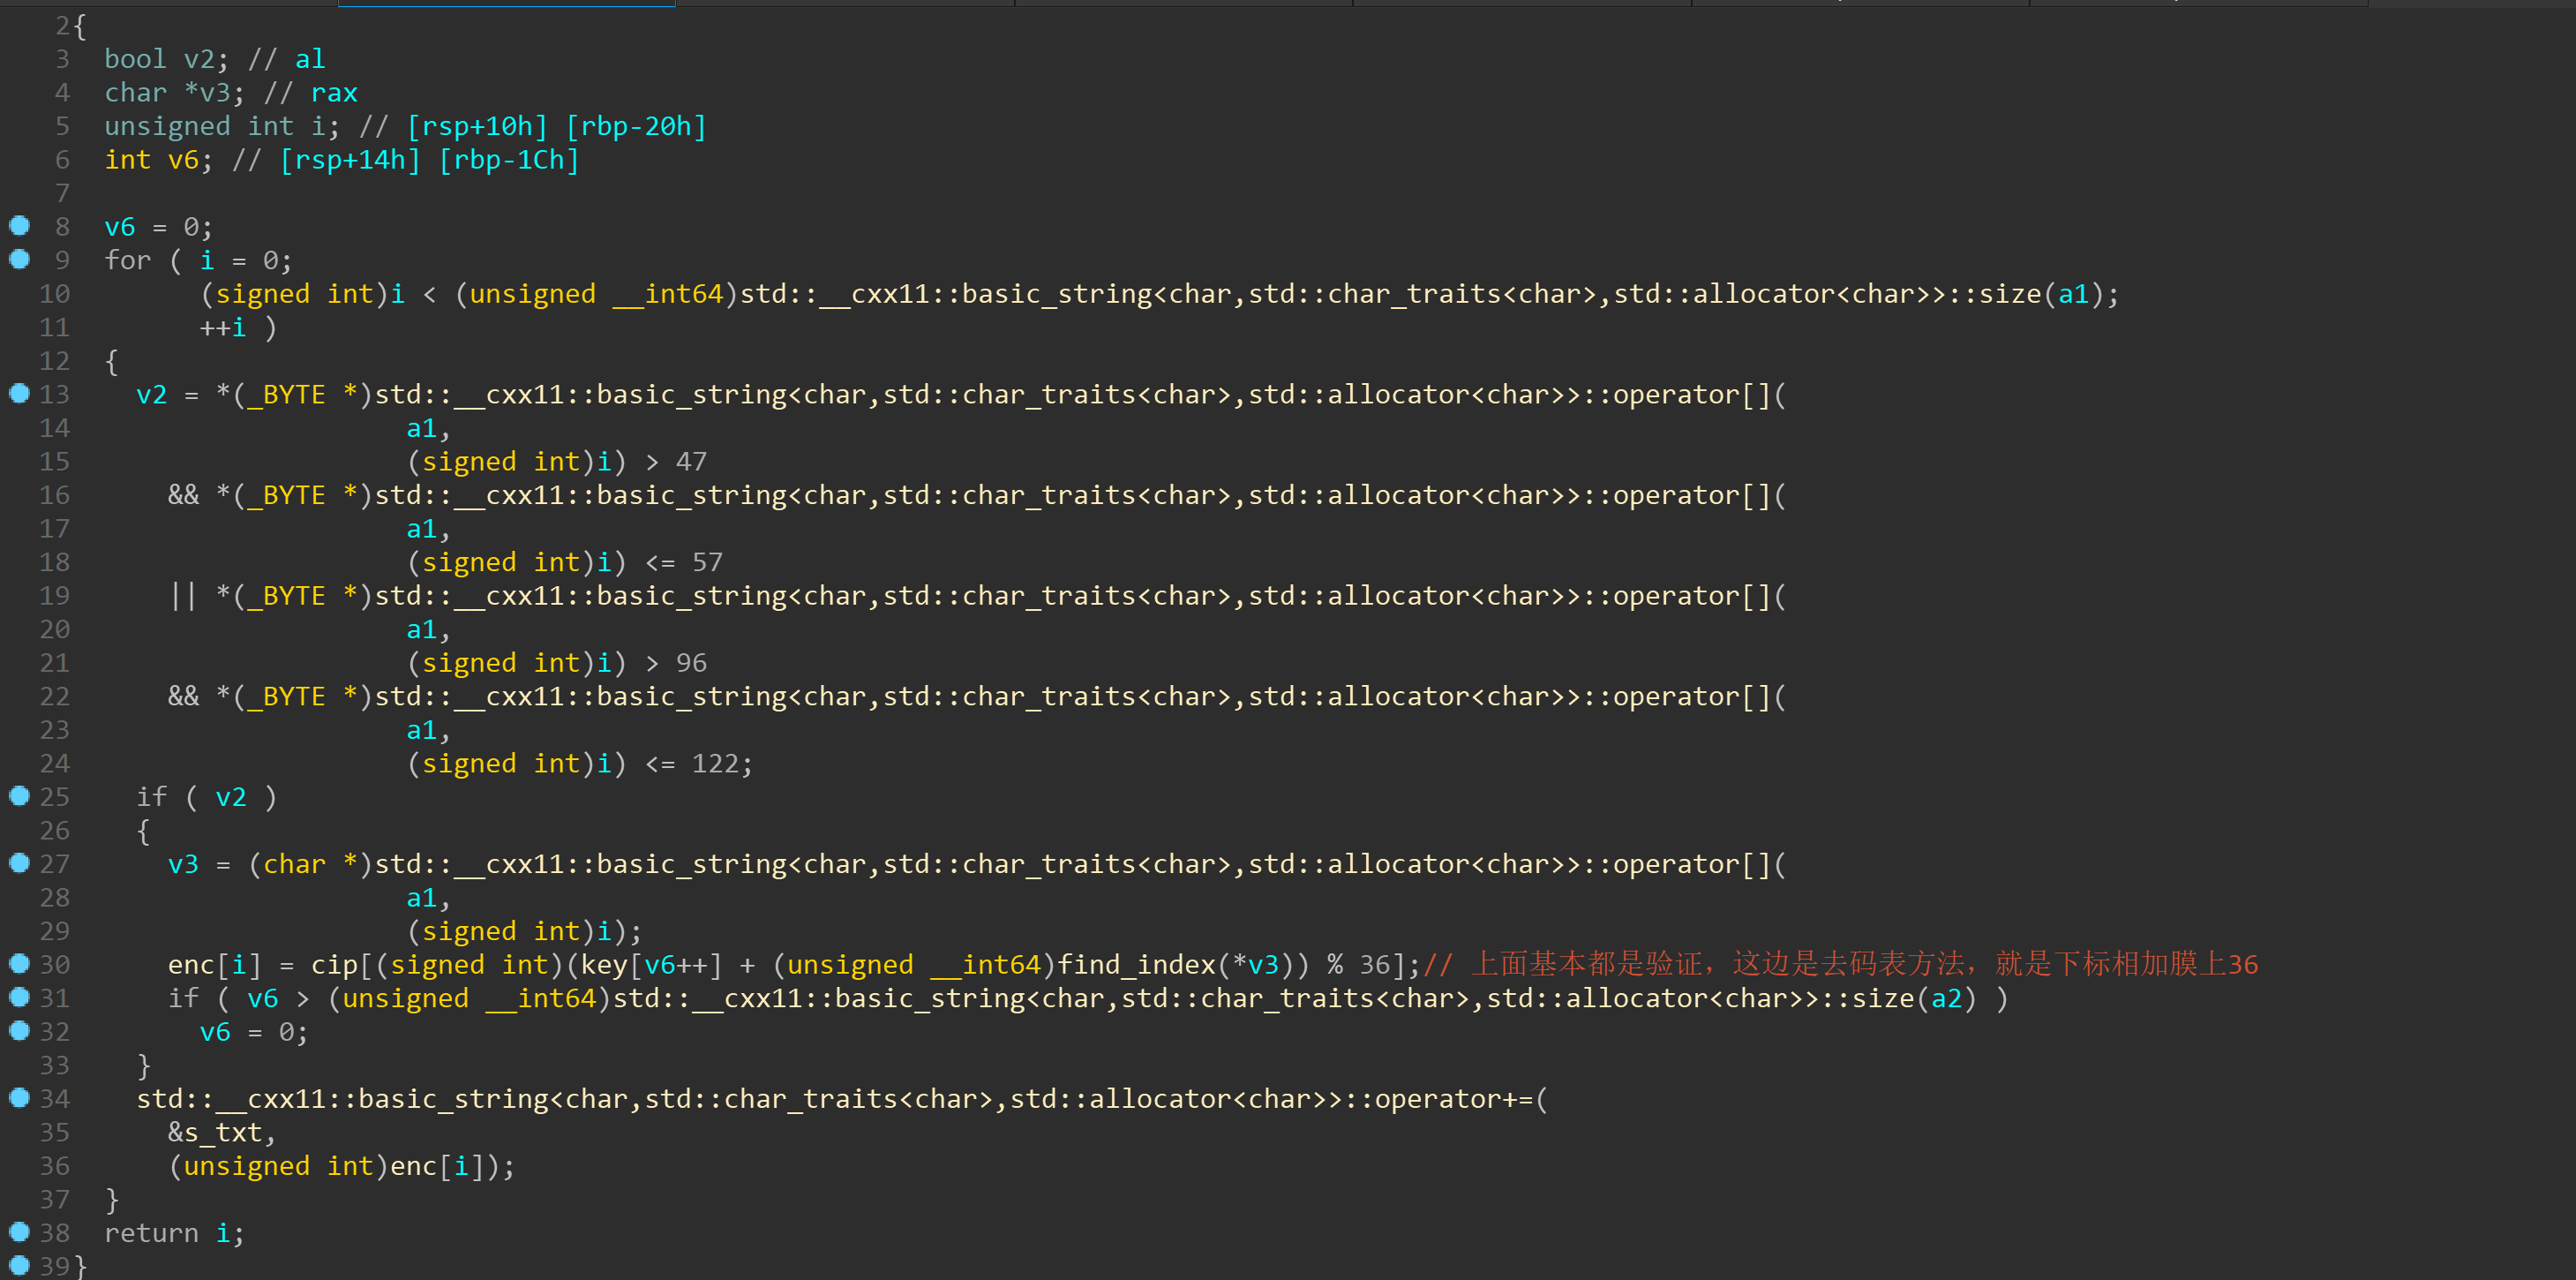 2{
3 bool v2; // al
4 char *v3; // rax
5 unsigned int i; // [rsp+10h] [rbp-20h]
6 int v6; // [rsp+14h] [rbp-1Ch]
7
8 v6 = 0;
9 for ( i = 0;
10 (signed int)i < (unsigned __int64)std::__cxx11::basic_string<char,std::char_traits<char>,std::allocator<char>>::size(a1);
11 ++i )
12 {
13 v2 = *(_BYTE *)std::__cxx11::basic_string<char,std::char_traits<char>,std::allocator<char>>::operator[](
14 a1,
15 (signed int)i) > 47
16 && *(_BYTE *)std::__cxx11::basic_string<char,std::char_traits<char>,std::allocator<char>>::operator[](
17 a1,
18 (signed int)i) <= 57
19 || *(_BYTE *)std::__cxx11::basic_string<char,std::char_traits<char>,std::allocator<char>>::operator[](
20 a1,
21 (signed int)i) > 96
22 && *(_BYTE *)std::__cxx11::basic_string<char,std::char_traits<char>,std::allocator<char>>::operator[](
23 a1,
24 (signed int)i) <= 122;
25 if ( v2 )
26 {
27 v3 = (char *)std::__cxx11::basic_string<char,std::char_traits<char>,std::allocator<char>>::operator[](
28 a1,
29 (signed int)i);
30 enc[i] = cip[(signed int)(key[v6++] + (unsigned __int64)find_index(*v3)) % 36];// 上面基本都是验证，这边是去码表方法，就是下标相加膜上36
31 if ( v6 > (unsigned __int64)std::__cxx11::basic_string<char,std::char_traits<char>,std::allocator<char>>::size(a2) )
32 v6 = 0;
33 }
34 std::__cxx11::basic_string<char,std::char_traits<char>,std::allocator<char>>::operator+=(
35 &s_txt,
36 (unsigned int)enc[i]);
37 }
38 return i;
39}